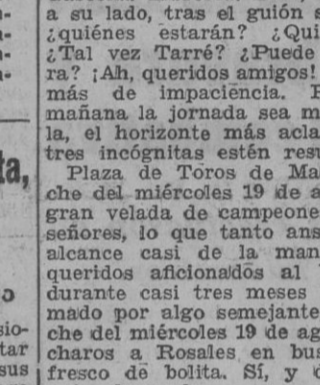 a su lado, tras el guión s
¿quiénes estarán? ¿Qui
¿Tal vez Tarré? ¿Puede
ra? ¡Ah, queridos amigos!
más de impaciencia.
mañana la jornada sea m
la, el horizonte más acla
tres incógnitas estén resu
Plaza de Toros de Ma
che del miércoles 19 de a
gran velada de campeone
señores, lo que tanto ans
alcance casi de la man
queridos aficionados al
durante casi tres meses
mado por algo semejante
che del miércoles 19 de ag
charos a Rosales en bus
fresco de bolita. Sí, y d
ta,
o
sio-
tar
sus